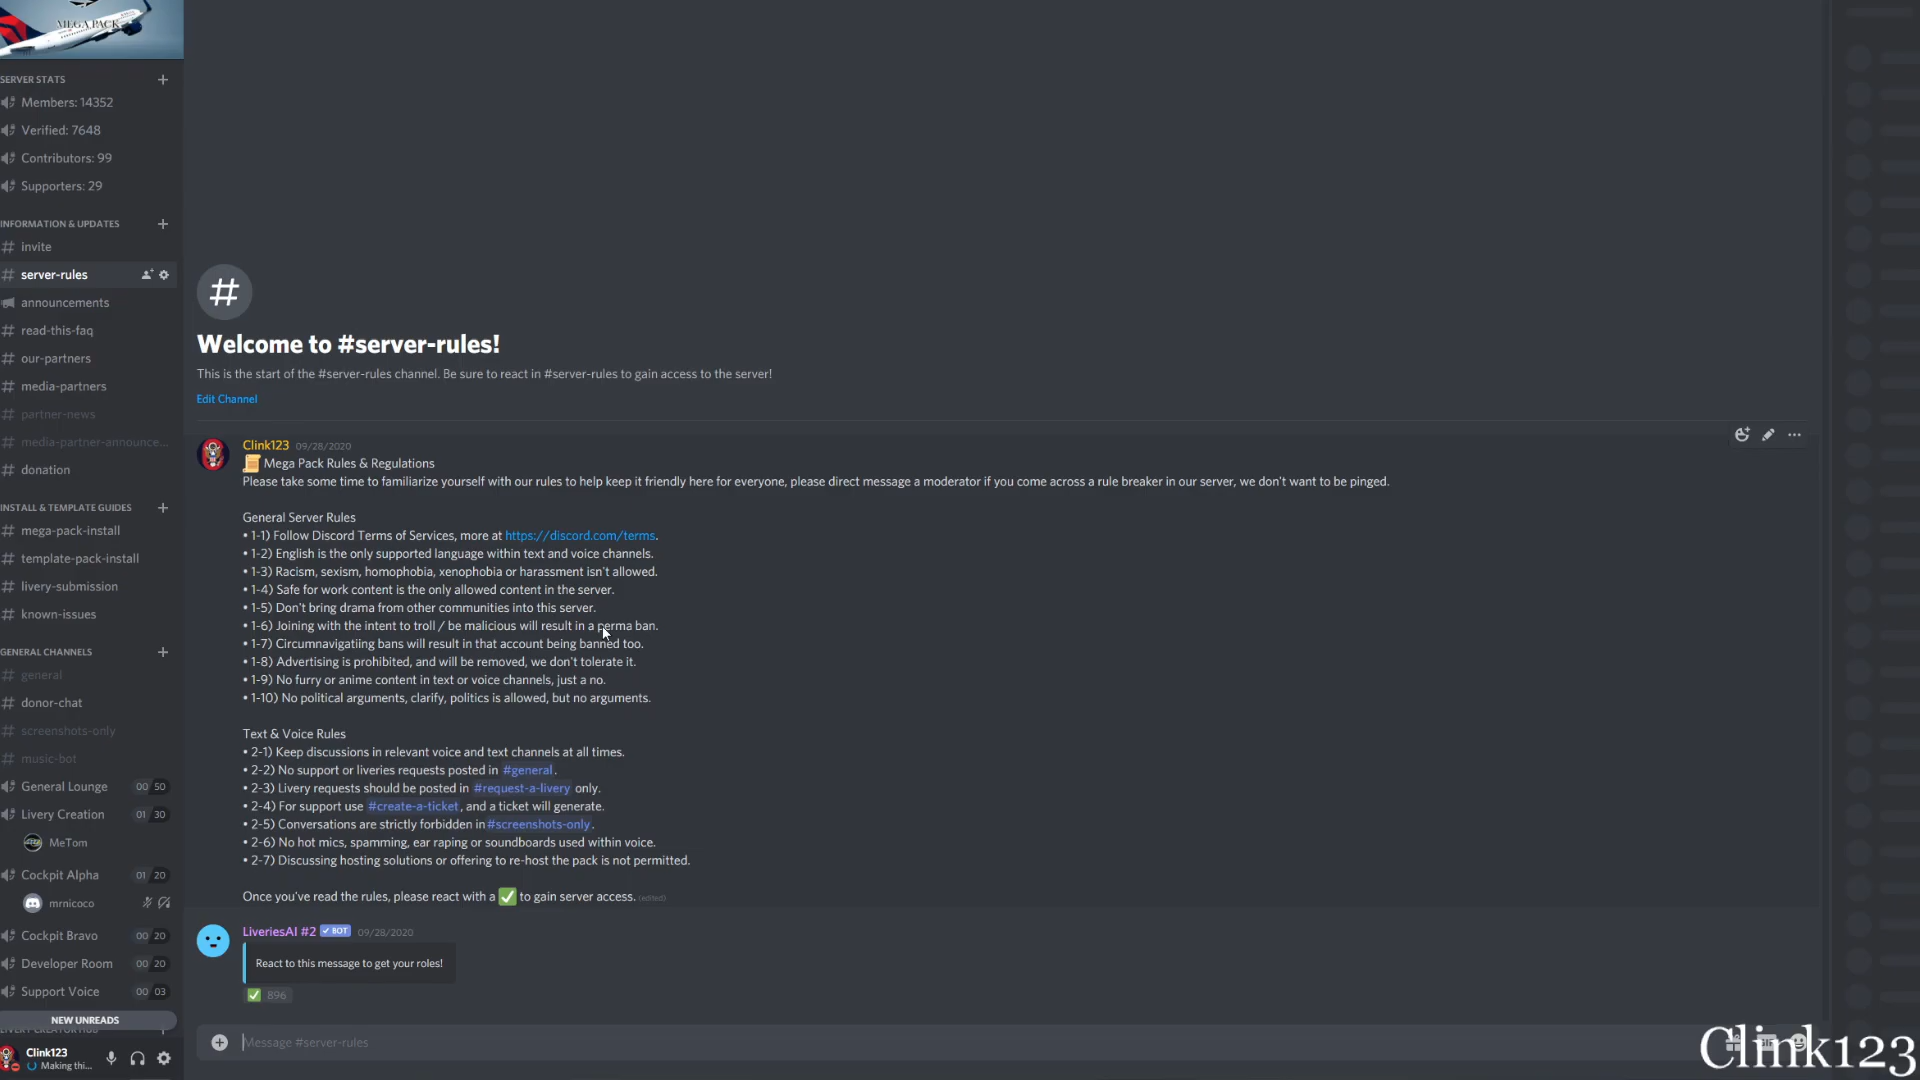 MEGA PACK
SERVER STATS
Members: 14352
Verified: 7648
Contributors: 99
Supporters: 29
INFORMATION & UPDATES
invite
server-rules
announcements
read-this-faq
our-partners
media-partners
partner-news
media-partner-announce...
donation
INSTALL & TEMPLATE GUIDES
mega-pack-install
template-pack-install
livery-submission
known-issues
GENERAL CHANNELS
general
donor-chat
screenshots-only
music-bot
General Lounge 00 50
Livery Creation 01 30
MeTom
Cockpit Alpha 01 20
mrnicoco
Cockpit Bravo 00 20
Developer Room 00 20
Support Voice 00 03
NEW UNREADS
Clink123
Making thi...
#
Welcome to #server-rules!
This is the start of the #server-rules channel. Be sure to react in #server-rules to gain access to the server!
Edit Channel
Clink123 09/28/2020
Mega Pack Rules & Regulations
Please take some time to familiarize yourself with our rules to help keep it friendly here for everyone, please direct message a moderator if you come across a rule breaker in our server, we don't want to be pinged.
General Server Rules
• 1-1) Follow Discord Terms of Services, more at https://discord.com/terms.
• 1-2) English is the only supported language within text and voice channels.
• 1-3) Racism, sexism, homophobia, xenophobia or harassment isn't allowed.
• 1-4) Safe for work content is the only allowed content in the server.
• 1-5) Don't bring drama from other communities into this server.
• 1-6) Joining with the intent to troll / be malicious will result in a perma ban.
• 1-7) Circumnavigatiing bans will result in that account being banned too.
• 1-8) Advertising is prohibited, and will be removed, we don't tolerate it.
• 1-9) No furry or anime content in text or voice channels, just a no.
• 1-10) No political arguments, clarify, politics is allowed, but no arguments.
Text & Voice Rules
• 2-1) Keep discussions in relevant voice and text channels at all times.
• 2-2) No support or liveries requests posted in #general.
• 2-3) Livery requests should be posted in #request-a-livery only.
• 2-4) For support use #create-a-ticket, and a ticket will generate.
• 2-5) Conversations are strictly forbidden in #screenshots-only.
• 2-6) No hot mics, spamming, ear raping or soundboards used within voice.
• 2-7) Discussing hosting solutions or offering to re-host the pack is not permitted.
Once you've read the rules, please react with a ✅ to gain server access. (edited)
LiveriesAI #2 ✓ BOT 09/28/2020
React to this message to get your roles!
✅ 896
Message #server-rules
Clink123